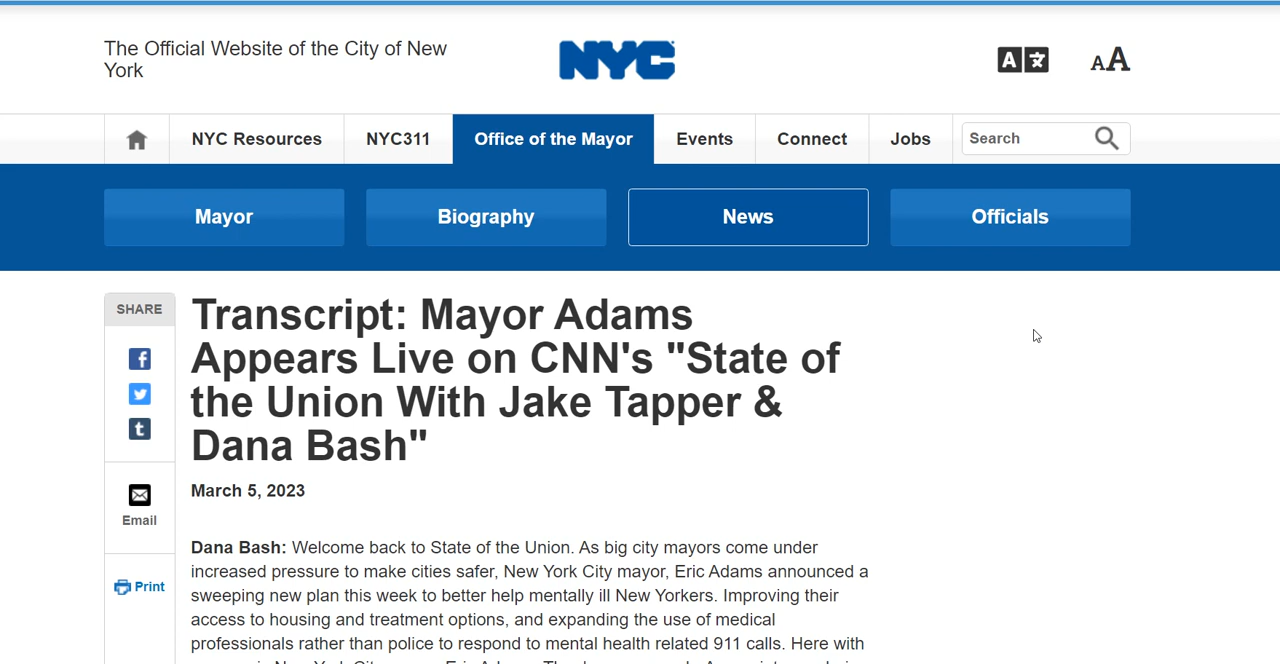 The Official Website of the City of New
York
NYC
A
AA
NYC Resources
NYC311
Office of the Mayor
Events
Connect
Jobs
Search
Mayor
Biography
News
Officials
SHARE
Transcript: Mayor Adams
Appears Live on CNN's "State of
the Union With Jake Tapper &
Dana Bash"
March 5, 2023
Email
Print
Dana Bash: Welcome back to State of the Union. As big city mayors come under
increased pressure to make cities safer, New York City mayor, Eric Adams announced a
sweeping new plan this week to better help mentally ill New Yorkers. Improving their
access to housing and treatment options, and expanding the use of medical
professionals rather than police to respond to mental health related 911 calls. Here with